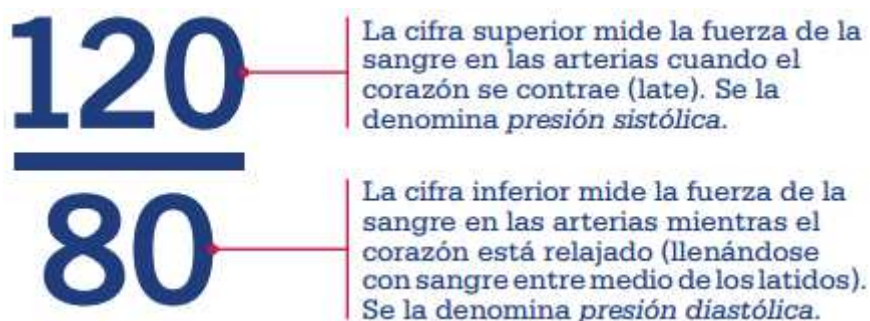 120
La cifra superior mide la fuerza de la
sangre en las arterias cuando el
corazón se contrae (late). Se la
denomina presión sistólica.
80
La cifra inferior mide la fuerza de la
sangre en las arterias mientras el
corazón está relajado (llenándose
con sangre entre medio de los latidos).
Se la denomina presión diastólica.